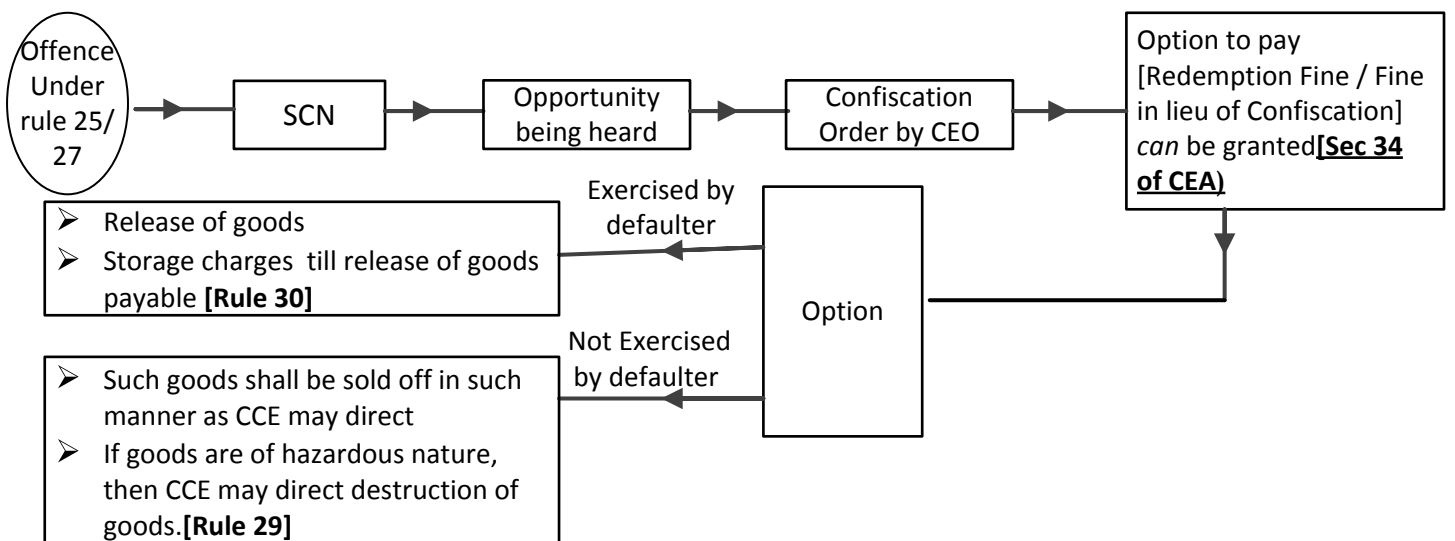 Offence
Under
rule 25/
27
SCN
Opportunity
being heard
Confiscation
Order by CEO
Option to pay
[Redemption Fine / Fine
in lieu of Confiscation]
can be granted[Sec 34
of CEA)
Exercised by
defaulter
➢ Release of goods
➢ Storage charges till release of goods
payable [Rule 30]
Option
Not Exercised
by defaulter
➢ Such goods shall be sold off in such
manner as CCE may direct
➢ If goods are of hazardous nature,
then CCE may direct destruction of
goods.[Rule 29]